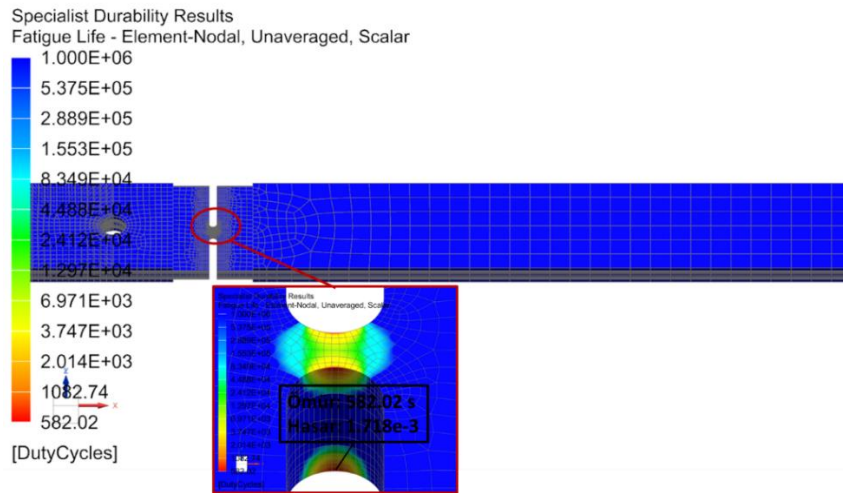 Specialist Durability Results
Fatigue Life - Element-Nodal, Unaveraged, Scalar
1.000E+06
5.375E+05
2.889E+05
1.553E+05
8.349E+04
4.488E+04
2.412E+04
1.297E+04
6.971E+03
3.747E+03
2.014E+03
1082.74
582.02
[DutyCycles]
Z
X
Specialist Durability Results
Fatigue Life - Element-Nodal, Unaveraged, Scalar
Ömür: 582.02 s
Hasar: 1.718e-3
[DutyCycles]